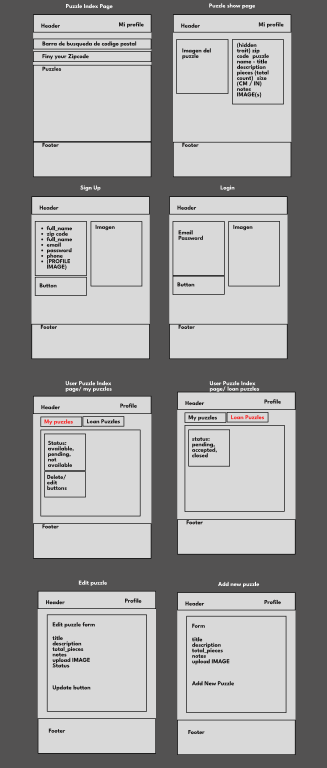 Puzzle Index Page
Header Mi profile
Barra de busqueda de codigo postal
Finy your Zipcode
Puzzles
Footer
Puzzle show page
Header Mi profile
Imagen del
puzzle
(hidden
trait) zip
code puzzle
name - title
description
pieces (total
count) size
(CM / IN)
notes
IMAGE(s)
Footer
Sign Up
Header
full_name
zip code
full_name
email
password
phone
(PROFILE
IMAGE)
Imagen
Button
Footer
Login
Header
Email
Password
Imagen
Button
Footer
User Puzzle Index
page/ my puzzles
Header Profile
My puzzles Loan Puzzles
Status:
available,
pending,
not
available
Delete/
edit
buttons
Footer
User Puzzle Index
page/ loan puzzles
Header Profile
My puzzles Loan Puzzles
status:
pending,
accepted,
closed
Footer
Edit puzzle
Header Profile
Edit puzzle form
title
description
total_pieces
notes
upload IMAGE
Status
Update button
Footer
Add new puzzle
Header Profile
Form
title
description
total_pieces
notes
upload IMAGE
Add New Puzzle
Footer